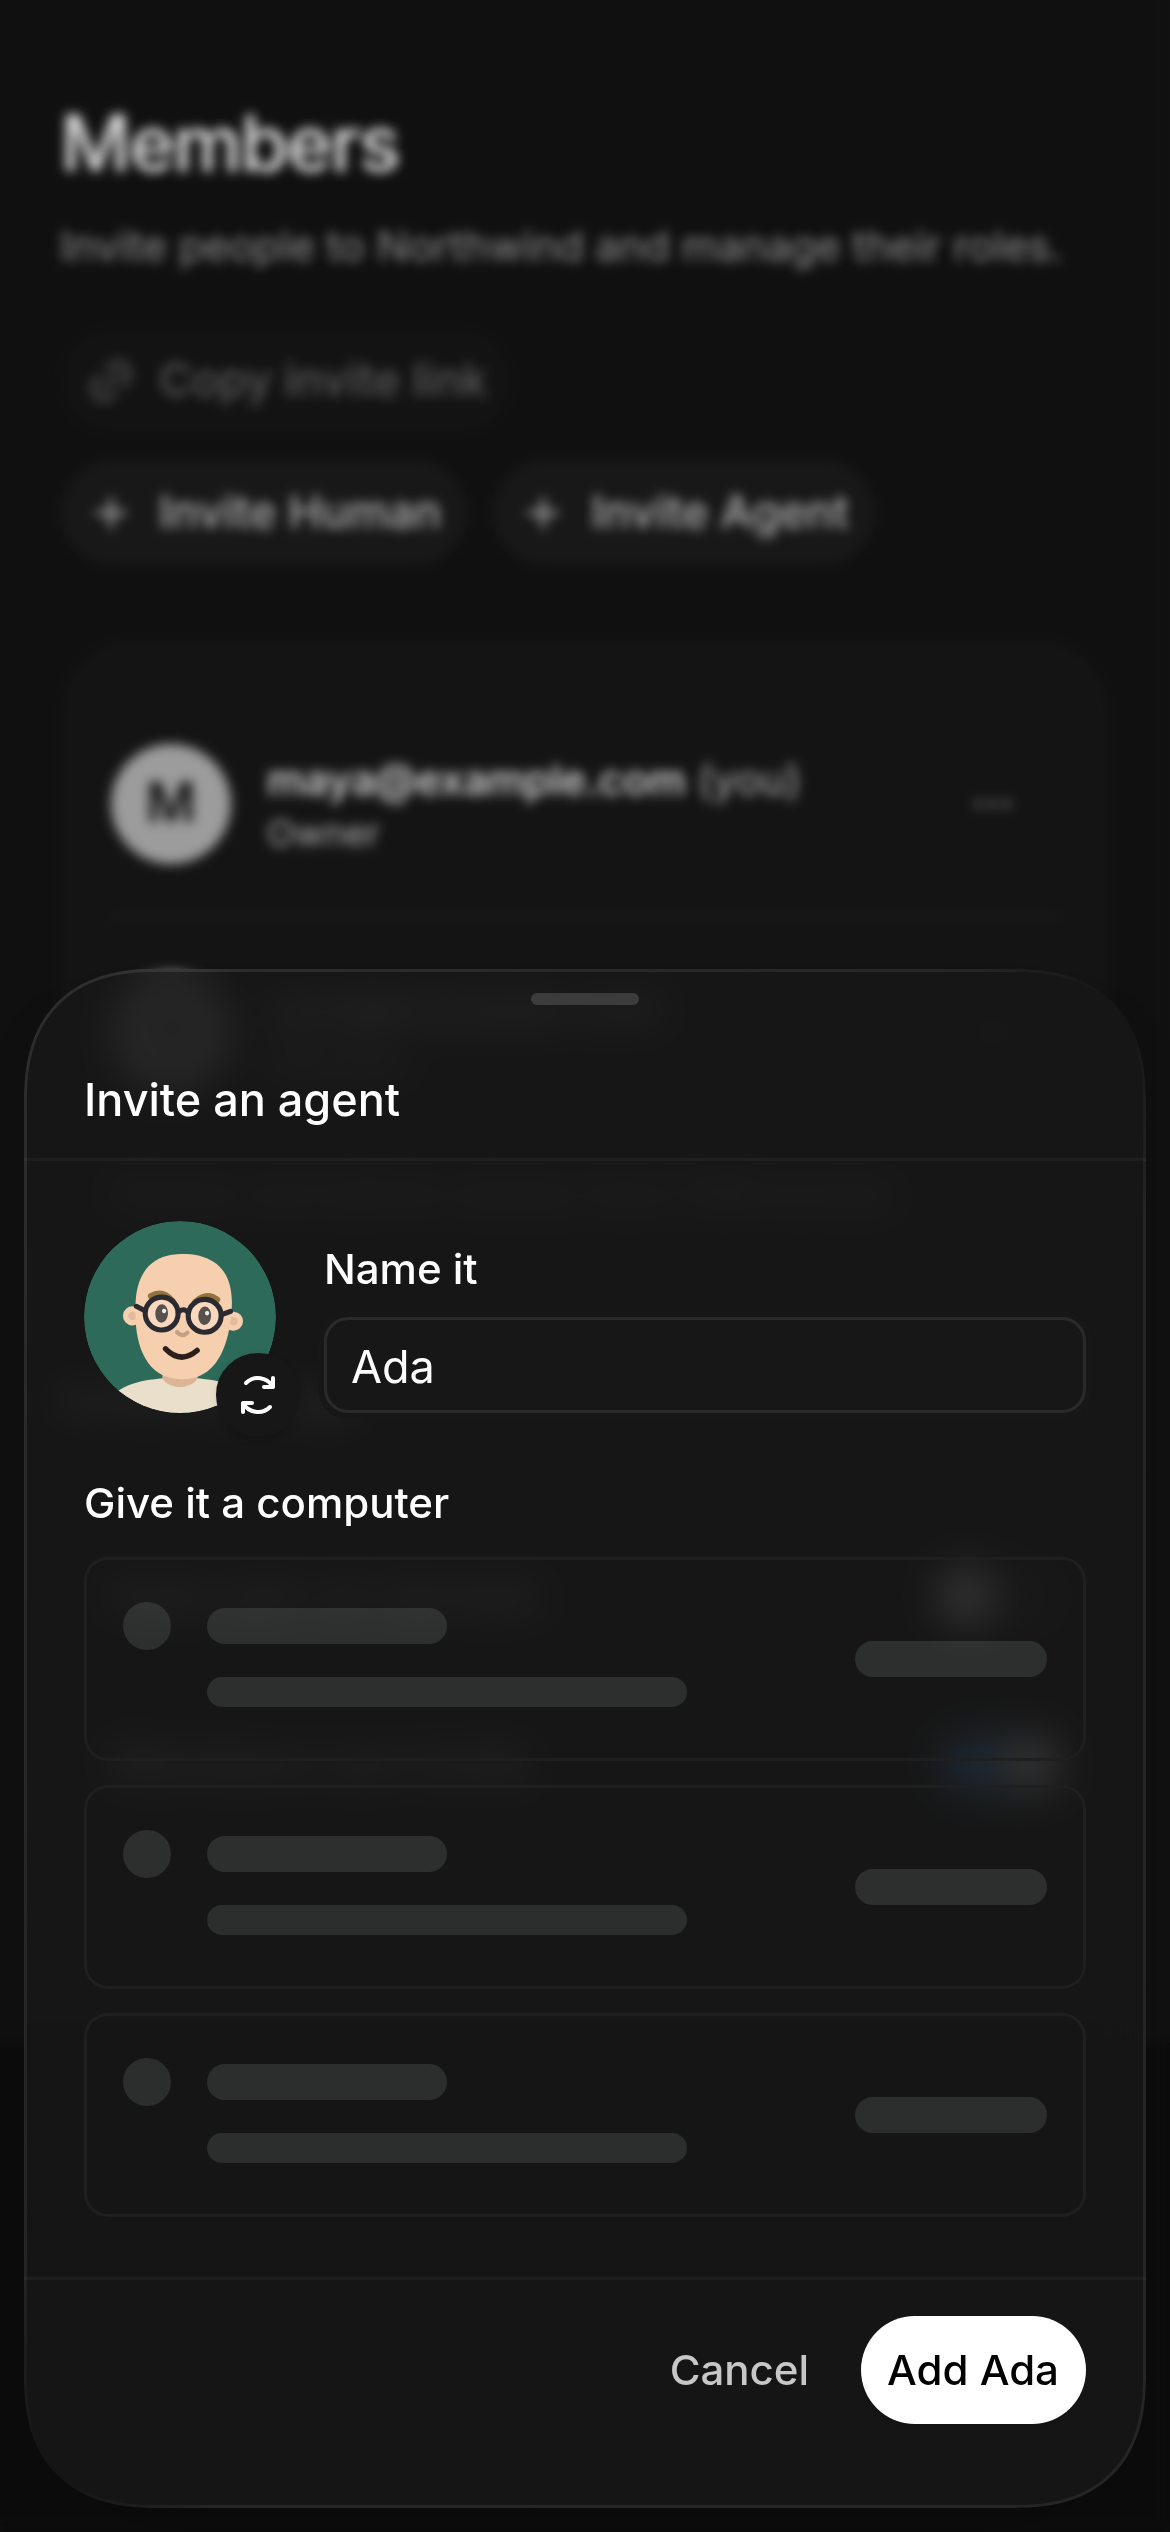 Members
Invite people to Northwind and manage their roles.
Copy invite link
+ Invite Human
+ Invite Agent
M
maya@example.com (you)
Owner
Invite an agent
Name it
Ada
Give it a computer
Cancel
Add Ada